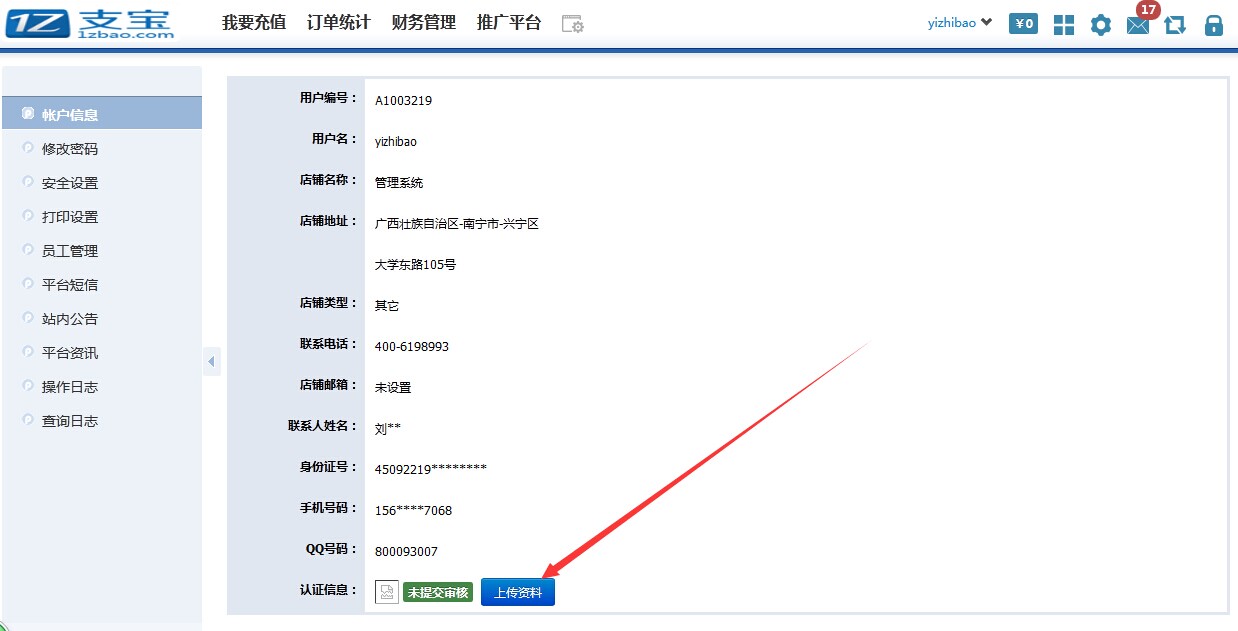 1Z支宝
1zbao.com
我要充值 订单统计 财务管理 推广平台
yizhibao ¥0 17
帐户信息
修改密码
安全设置
打印设置
员工管理
平台短信
站内公告
平台资讯
操作日志
查询日志
用户编号： A1003219
用户名： yizhibao
店铺名称： 管理系统
店铺地址： 广西壮族自治区-南宁市-兴宁区
大学东路105号
店铺类型： 其它
联系电话： 400-6198993
店铺邮箱： 未设置
联系人姓名： 刘**
身份证号： 45092219********
手机号码： 156****7068
QQ号码： 800093007
认证信息： 未提交审核 上传资料